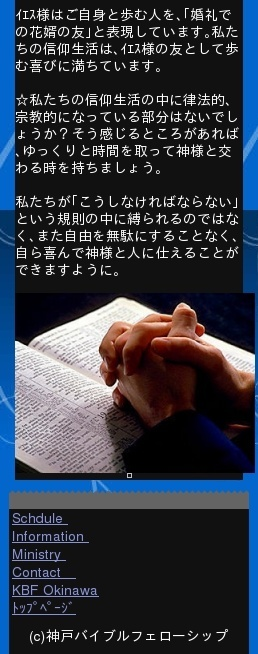 ｲｴｽ様はご自身と歩む人を、｢婚礼で
の花婿の友｣と表現しています。私た
ちの信仰生活は、ｲｴｽ様の友として歩
む喜びに満ちています。
☆私たちの信仰生活の中に律法的、
宗教的になっている部分はないでし
ょうか？そう感じるところがあれば
、ゆっくりと時間を取って神様と交
わる時を持ちましょう。
私たちが｢こうしなければならない｣
という規則の中に縛られるのではな
く、また自由を無駄にすることなく、
自ら喜んで神様と人に仕えることが
できますように。
Schdule
Information
Ministry
Contact
KBF Okinawa
ﾄｯﾌﾟﾍﾟｰｼﾞ
(c)神戸バイブルフェローシップ